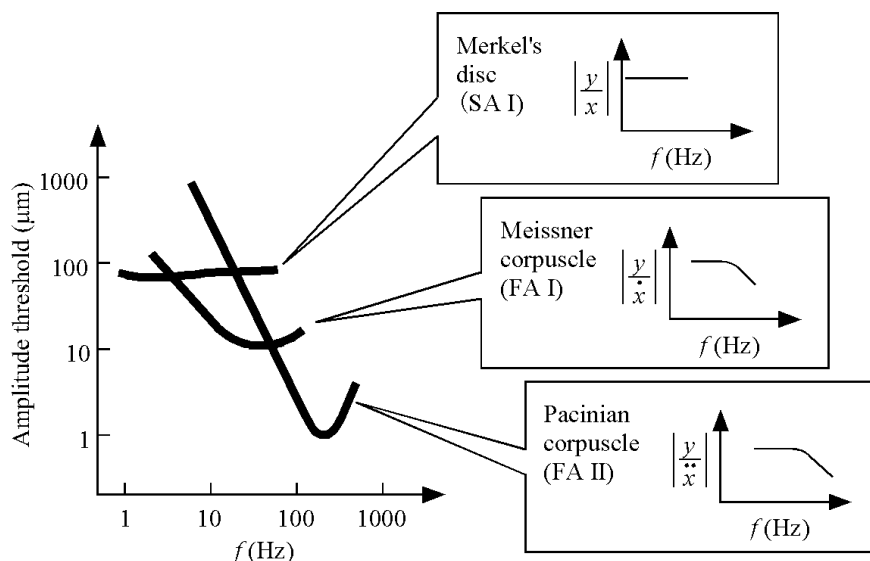 Amplitude threshold (μm)
1000
100
10
1
1
10
100
1000
f (Hz)
Merkel's
disc
(SA I)
|y/x|
f (Hz)
Meissner
corpuscle
(FA I)
|y/ẋ|
f (Hz)
Pacinian
corpuscle
(FA II)
|y/ẍ|
f (Hz)